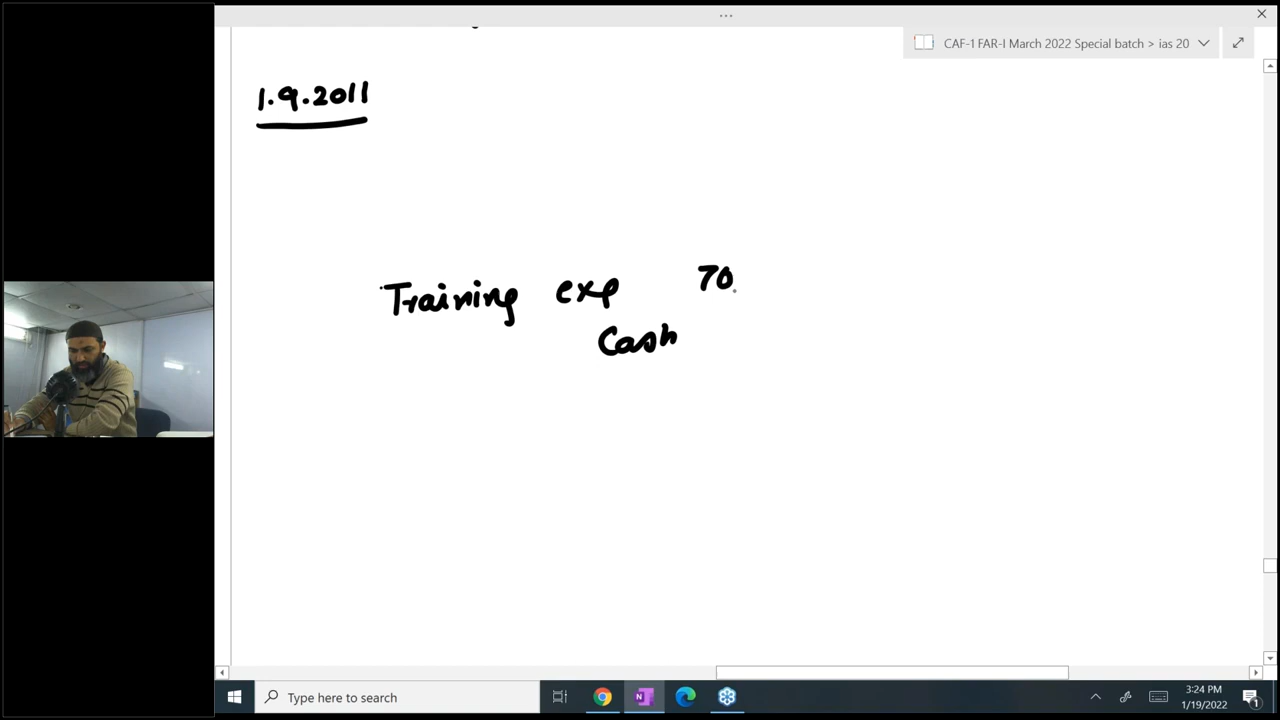 CAF-1 FAR-I March 2022 Special batch > ias 20
1.9.2011
Training exp 70
Cash
Type here to search
3:24 PM
1/19/2022
1